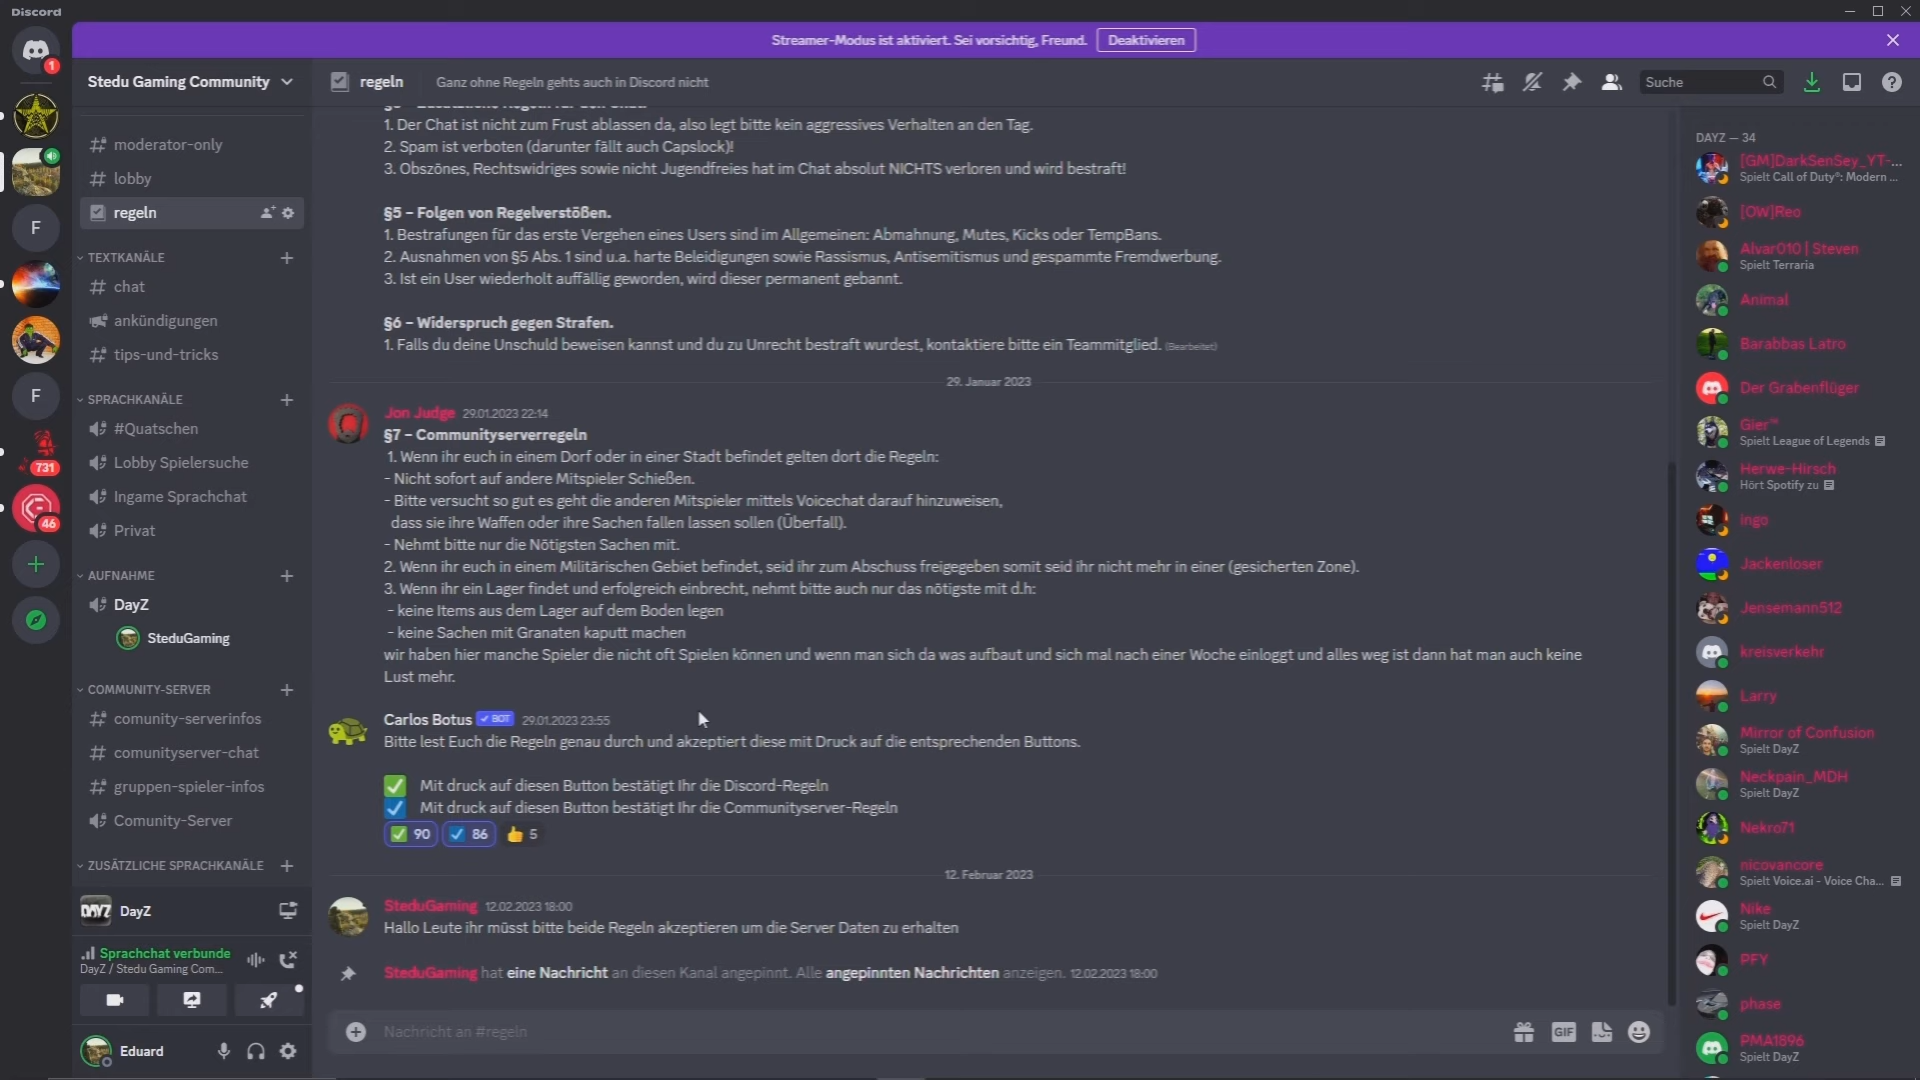 Discord
Streamer-Modus ist aktiviert. Sei vorsichtig, Freund.
Deaktivieren
1
Stedu Gaming Community
regeln
Ganz ohne Regeln gehts auch in Discord nicht
Suche
moderator-only
lobby
regeln
F
TEXTKANÄLE
chat
ankündigungen
tips-und-tricks
F
SPRACHKANÄLE
#Quatschen
Lobby Spielersuche
731
Ingame Sprachchat
46
Privat
AUFNAHME
DayZ
SteduGaming
COMMUNITY-SERVER
comunity-serverinfos
comunityserver-chat
gruppen-spieler-infos
Comunity-Server
ZUSÄTZLICHE SPRACHKANÄLE
DAYZ
DayZ
Sprachchat verbunde
DayZ / Stedu Gaming Com...
Eduard
1. Der Chat ist nicht zum Frust ablassen da, also legt bitte kein aggressives Verhalten an den Tag.
2. Spam ist verboten (darunter fällt auch Capslock)!
3. Obszönes, Rechtswidriges sowie nicht Jugendfreies hat im Chat absolut NICHTS verloren und wird bestraft!
§5 – Folgen von Regelverstößen.
1. Bestrafungen für das erste Vergehen eines Users sind im Allgemeinen: Abmahnung, Mutes, Kicks oder TempBans.
2. Ausnahmen von §5 Abs. 1 sind u.a. harte Beleidigungen sowie Rassismus, Antisemitismus und gespammte Fremdwerbung.
3. Ist ein User wiederholt auffällig geworden, wird dieser permanent gebannt.
§6 – Widerspruch gegen Strafen.
1. Falls du deine Unschuld beweisen kannst und du zu Unrecht bestraft wurdest, kontaktiere bitte ein Teammitglied. (Bearbeitet)
29. Januar 2023
Jon Judge 29.01.2023 22:14
§7 – Communityserverregeln
1. Wenn ihr euch in einem Dorf oder in einer Stadt befindet gelten dort die Regeln:
- Nicht sofort auf andere Mitspieler Schießen.
- Bitte versucht so gut es geht die anderen Mitspieler mittels Voicechat darauf hinzuweisen,
dass sie ihre Waffen oder ihre Sachen fallen lassen sollen (Überfall).
- Nehmt bitte nur die Nötigsten Sachen mit.
2. Wenn ihr euch in einem Militärischen Gebiet befindet, seid ihr zum Abschuss freigegeben somit seid ihr nicht mehr in einer (gesicherten Zone).
3. Wenn ihr ein Lager findet und erfolgreich einbrecht, nehmt bitte auch nur das nötigste mit d.h:
- keine Items aus dem Lager auf dem Boden legen
- keine Sachen mit Granaten kaputt machen
wir haben hier manche Spieler die nicht oft Spielen können und wenn man sich da was aufbaut und sich mal nach einer Woche einloggt und alles weg ist dann hat man auch keine
Lust mehr.
Carlos Botus BOT 29.01.2023 23:55
Bitte lest Euch die Regeln genau durch und akzeptiert diese mit Druck auf die entsprechenden Buttons.
Mit druck auf diesen Button bestätigt Ihr die Discord-Regeln
Mit druck auf diesen Button bestätigt Ihr die Communityserver-Regeln
90 86 5
12. Februar 2023
SteduGaming 12.02.2023 18:00
Hallo Leute ihr müsst bitte beide Regeln akzeptieren um die Server Daten zu erhalten
SteduGaming hat eine Nachricht an diesen Kanal angepinnt. Alle angepinnten Nachrichten anzeigen. 12.02.2023 18:00
Nachricht an #regeln
GIF
DAYZ — 34
[GM]DarkSenSey_YT-...
Spielt Call of Duty®: Modern ...
[OW]Reo
Alvar010 | Steven
Spielt Terraria
Animal
Barabbas Latro
Der Grabenflüger
Gier™
Spielt League of Legends
Herwe-Hirsch
Hört Spotify zu
ingo
Jackenloser
Jensemann512
kreisverkehr
Larry
Mirror of Confusion
Spielt DayZ
Neckpain_MDH
Spielt DayZ
Nekro71
nicovancore
Spielt Voice.ai - Voice Cha...
Nike
Spielt DayZ
PFY
phase
PMA1896
Spielt DayZ